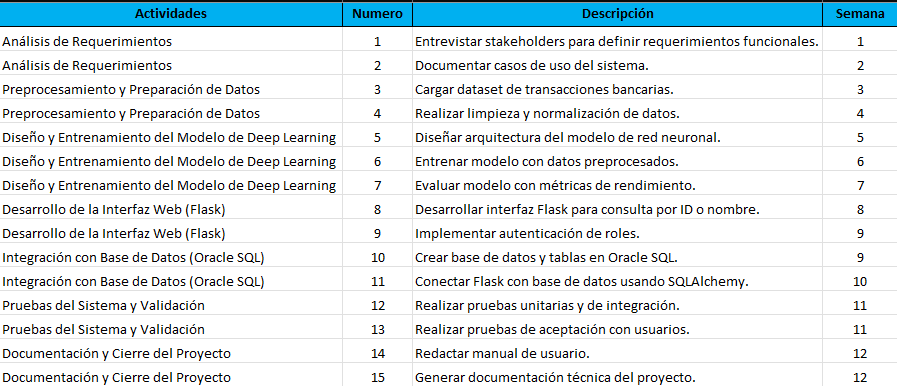 Actividades Numero Descripción Semana
Análisis de Requerimientos 1 Entrevistar stakeholders para definir requerimientos funcionales. 1
Análisis de Requerimientos 2 Documentar casos de uso del sistema. 2
Preprocesamiento y Preparación de Datos 3 Cargar dataset de transacciones bancarias. 3
Preprocesamiento y Preparación de Datos 4 Realizar limpieza y normalización de datos. 4
Diseño y Entrenamiento del Modelo de Deep Learning 5 Diseñar arquitectura del modelo de red neuronal. 5
Diseño y Entrenamiento del Modelo de Deep Learning 6 Entrenar modelo con datos preprocesados. 6
Diseño y Entrenamiento del Modelo de Deep Learning 7 Evaluar modelo con métricas de rendimiento. 7
Desarrollo de la Interfaz Web (Flask) 8 Desarrollar interfaz Flask para consulta por ID o nombre. 8
Desarrollo de la Interfaz Web (Flask) 9 Implementar autenticación de roles. 9
Integración con Base de Datos (Oracle SQL) 10 Crear base de datos y tablas en Oracle SQL. 9
Integración con Base de Datos (Oracle SQL) 11 Conectar Flask con base de datos usando SQLAlchemy. 10
Pruebas del Sistema y Validación 12 Realizar pruebas unitarias y de integración. 11
Pruebas del Sistema y Validación 13 Realizar pruebas de aceptación con usuarios. 11
Documentación y Cierre del Proyecto 14 Redactar manual de usuario. 12
Documentación y Cierre del Proyecto 15 Generar documentación técnica del proyecto. 12